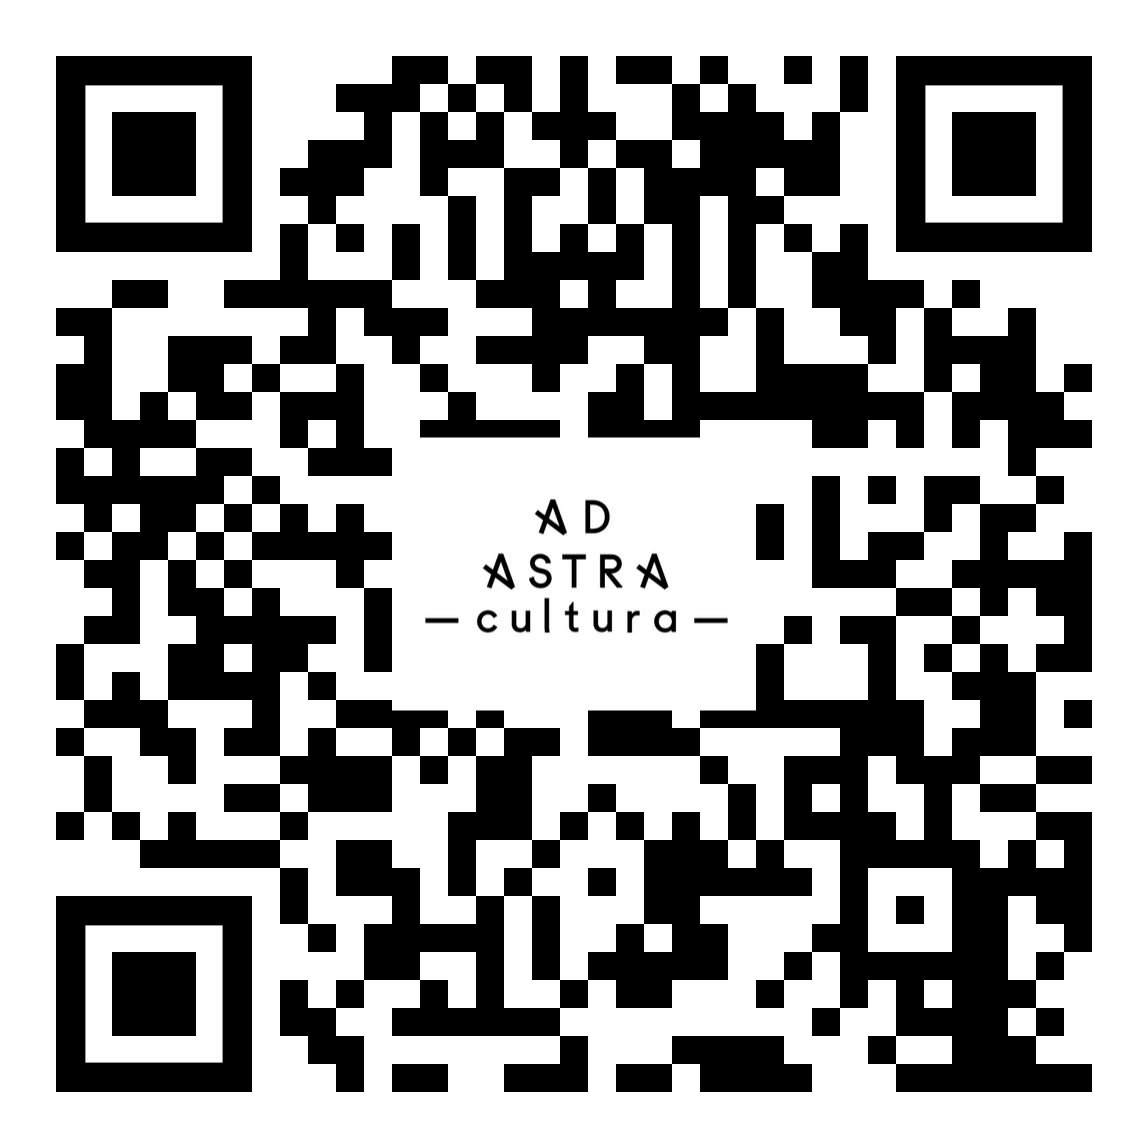 AD
ASTRA
— cultura —